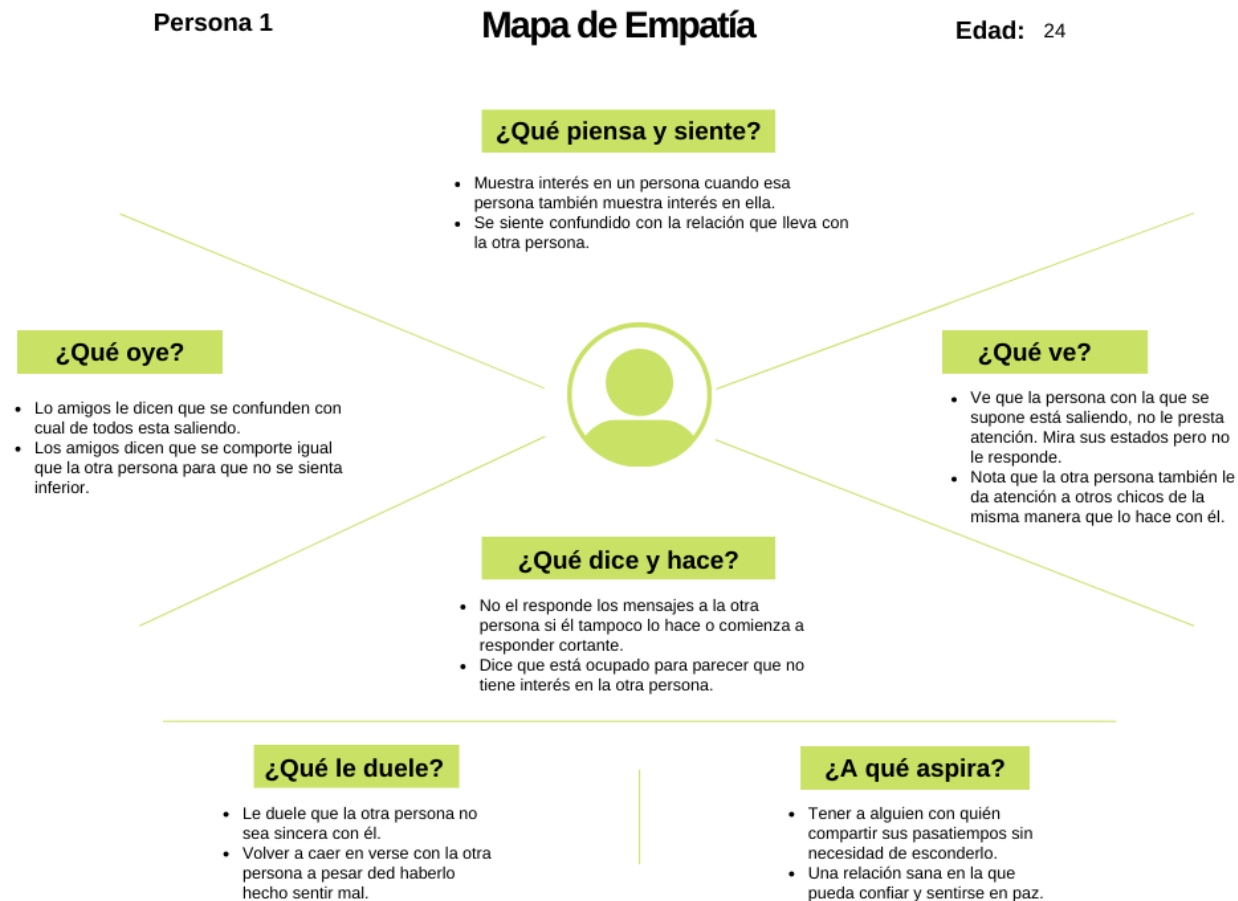 Persona 1
Mapa de Empatía
Edad: 24
¿Qué piensa y siente?
Muestra interés en un persona cuando esa
persona también muestra interés en ella.
Se siente confundido con la relación que lleva con
la otra persona.
¿Qué oye?
Lo amigos le dicen que se confunden con
cual de todos esta saliendo.
Los amigos dicen que se comporte igual
que la otra persona para que no se sienta
inferior.
¿Qué ve?
Ve que la persona con la que se
supone está saliendo, no le presta
atención. Mira sus estados pero no
le responde.
Nota que la otra persona también le
da atención a otros chicos de la
misma manera que lo hace con él.
¿Qué dice y hace?
No el responde los mensajes a la otra
persona si él tampoco lo hace o comienza a
responder cortante.
Dice que está ocupado para parecer que no
tiene interés en la otra persona.
¿Qué le duele?
Le duele que la otra persona no
sea sincera con él.
Volver a caer en verse con la otra
persona a pesar ded haberlo
hecho sentir mal.
¿A qué aspira?
Tener a alguien con quién
compartir sus pasatiempos sin
necesidad de esconderlo.
Una relación sana en la que
pueda confiar y sentirse en paz.